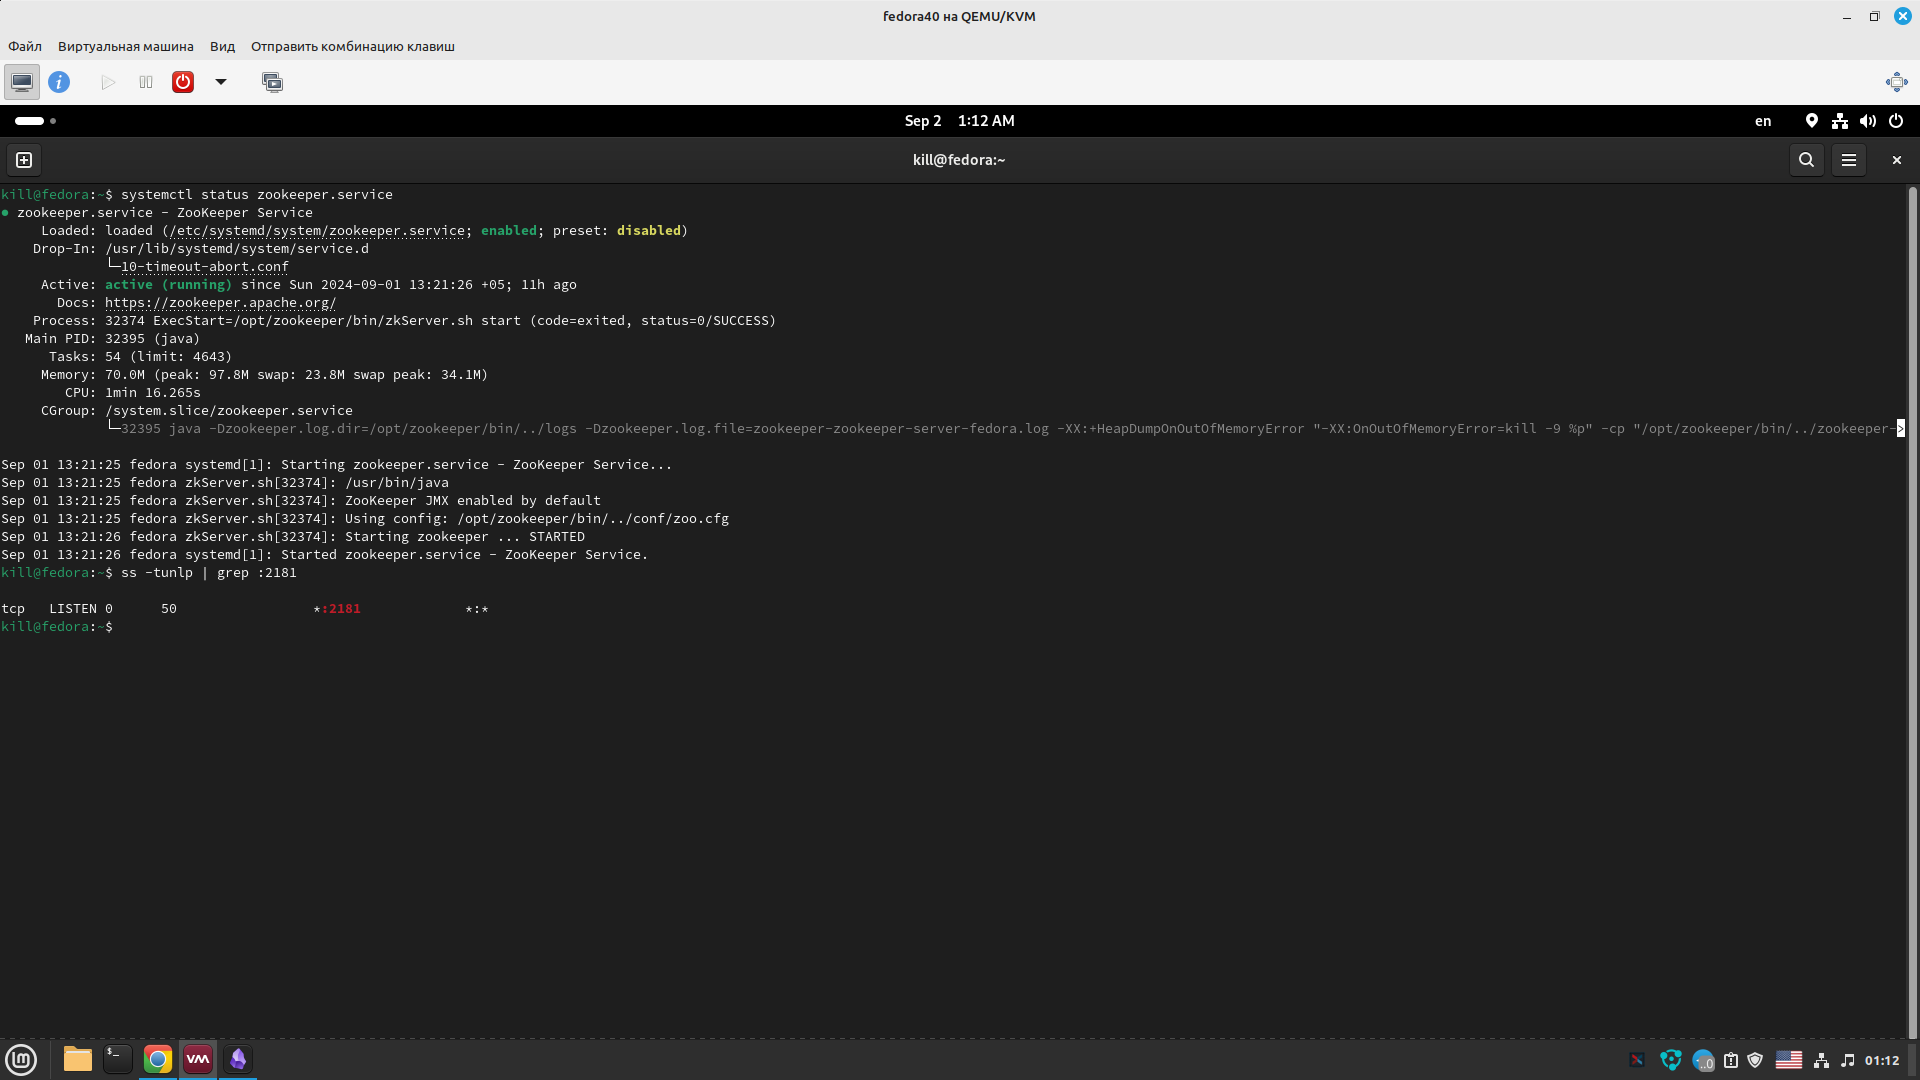 fedora40 на QEMU/KVM
Файл Виртуальная машина Вид Отправить комбинацию клавиш
Sep 2 1:12 AM
en
kill@fedora:~
kill@fedora:~$ systemctl status zookeeper.service
● zookeeper.service - ZooKeeper Service
Loaded: loaded (/etc/systemd/system/zookeeper.service; enabled; preset: disabled)
Drop-In: /usr/lib/systemd/system/service.d
└─10-timeout-abort.conf
Active: active (running) since Sun 2024-09-01 13:21:26 +05; 11h ago
Docs: https://zookeeper.apache.org/
Process: 32374 ExecStart=/opt/zookeeper/bin/zkServer.sh start (code=exited, status=0/SUCCESS)
Main PID: 32395 (java)
Tasks: 54 (limit: 4643)
Memory: 70.0M (peak: 97.8M swap: 23.8M swap peak: 34.1M)
CPU: 1min 16.265s
CGroup: /system.slice/zookeeper.service
└─32395 java -Dzookeeper.log.dir=/opt/zookeeper/bin/../logs -Dzookeeper.log.file=zookeeper-zookeeper-server-fedora.log -XX:+HeapDumpOnOutOfMemoryError "-XX:OnOutOfMemoryError=kill -9 %p" -cp "/opt/zookeeper/bin/../zookeeper->
Sep 01 13:21:25 fedora systemd[1]: Starting zookeeper.service - ZooKeeper Service...
Sep 01 13:21:25 fedora zkServer.sh[32374]: /usr/bin/java
Sep 01 13:21:25 fedora zkServer.sh[32374]: ZooKeeper JMX enabled by default
Sep 01 13:21:25 fedora zkServer.sh[32374]: Using config: /opt/zookeeper/bin/../conf/zoo.cfg
Sep 01 13:21:26 fedora zkServer.sh[32374]: Starting zookeeper ... STARTED
Sep 01 13:21:26 fedora systemd[1]: Started zookeeper.service - ZooKeeper Service.
kill@fedora:~$ ss -tunlp | grep :2181
tcp LISTEN 0 50 *:2181 *:*
kill@fedora:~$
01:12